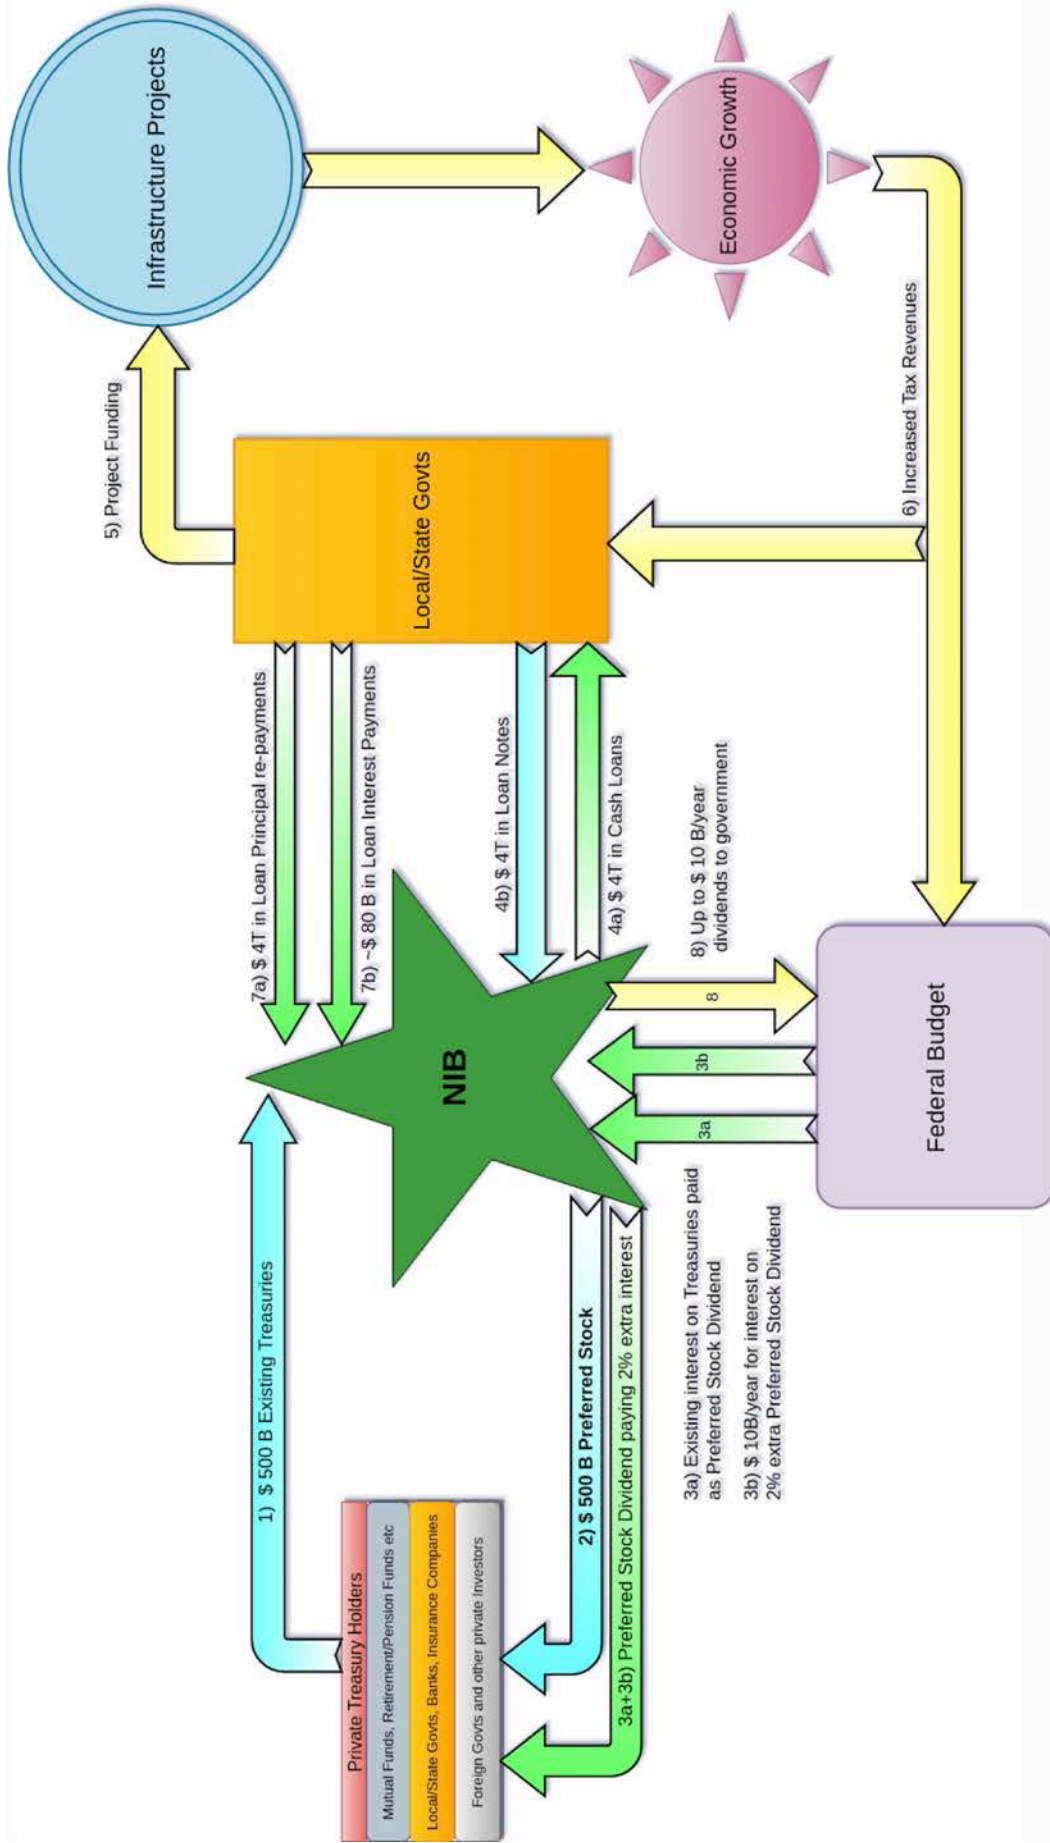 1) $ 500 B Existing Treasuries
Private Treasury Holders
Mutual Funds, Retirement/Pension Funds etc
Local/State Govts, Banks, Insurance Companies
Foreign Govts and other private Investors
2) $ 500 B Preferred Stock
3a+3b) Preferred Stock Dividend paying 2% extra interest
3a) Existing interest on Treasuries paid
as Preferred Stock Dividend
3b) $ 10B/year for interest on
2% extra Preferred Stock Dividend
NIB
3a
3b
8
Federal Budget
8) Up to $ 10 B/year
dividends to government
7a) $ 4T in Loan Principal re-payments
7b) ~$ 80 B in Loan Interest Payments
4b) $ 4T in Loan Notes
4a) $ 4T in Cash Loans
Local/State Govts
5) Project Funding
Infrastructure Projects
Economic Growth
6) Increased Tax Revenues